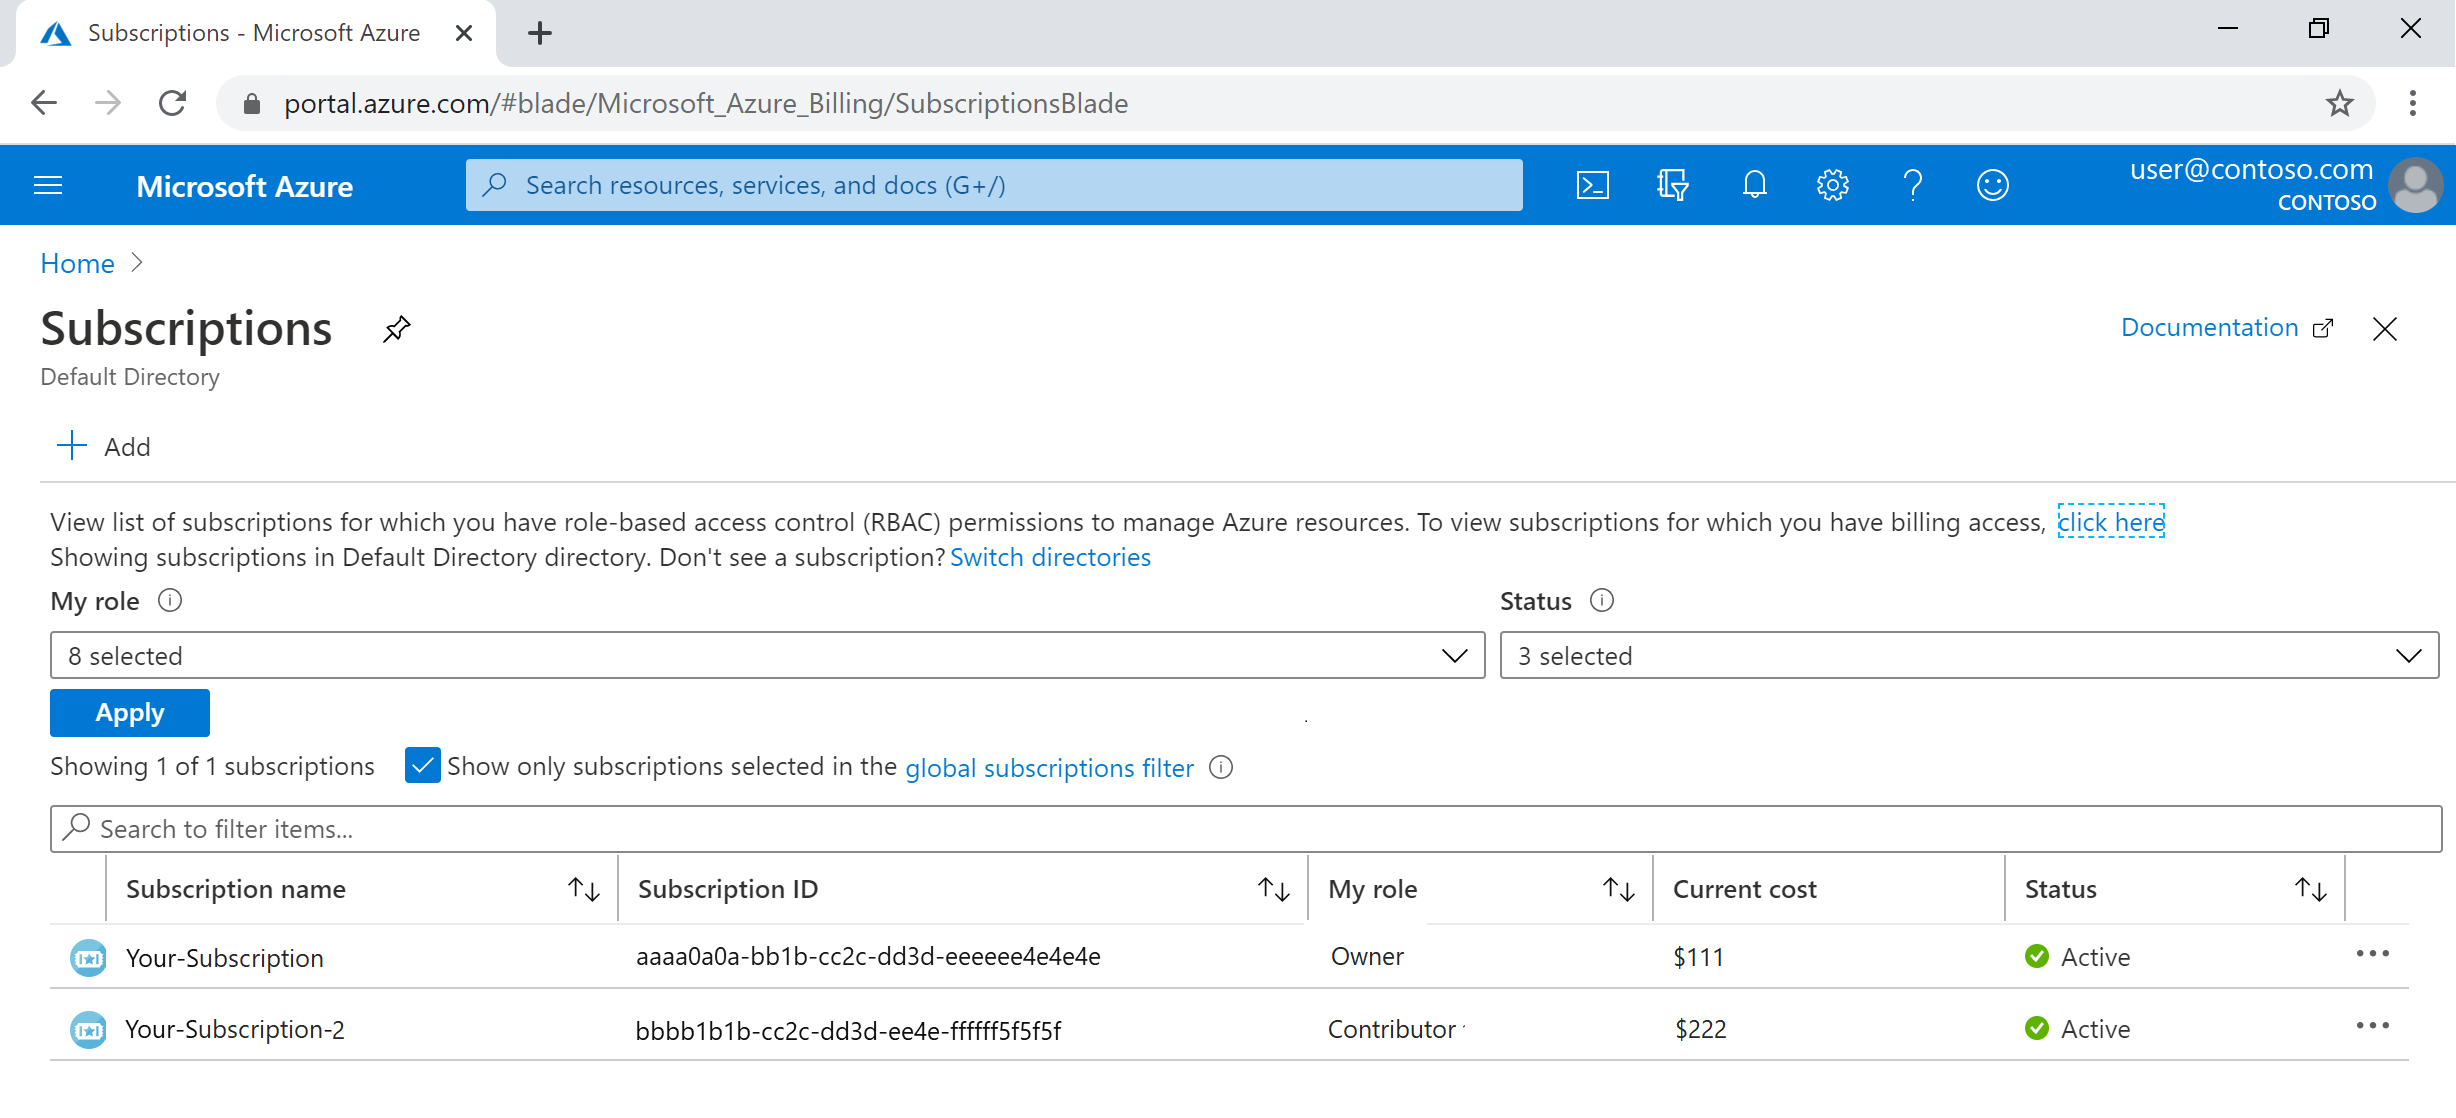 Subscriptions - Microsoft Azure
portal.azure.com/#blade/Microsoft_Azure_Billing/SubscriptionsBlade
Microsoft Azure
Search resources, services, and docs (G+/)
user@contoso.com
CONTOSO
Home
Subscriptions
Default Directory
Documentation
Add
View list of subscriptions for which you have role-based access control (RBAC) permissions to manage Azure resources. To view subscriptions for which you have billing access, click here
Showing subscriptions in Default Directory directory. Don't see a subscription? Switch directories
My role
Status
8 selected
3 selected
Apply
Showing 1 of 1 subscriptions
Show only subscriptions selected in the global subscriptions filter
Search to filter items...
Subscription name Subscription ID My role Current cost Status
Your-Subscription aaaa0a0a-bb1b-cc2c-dd3d-eeeeee4e4e4e Owner $111 Active
Your-Subscription-2 bbbb1b1b-cc2c-dd3d-ee4e-ffffff5f5f5f Contributor $222 Active